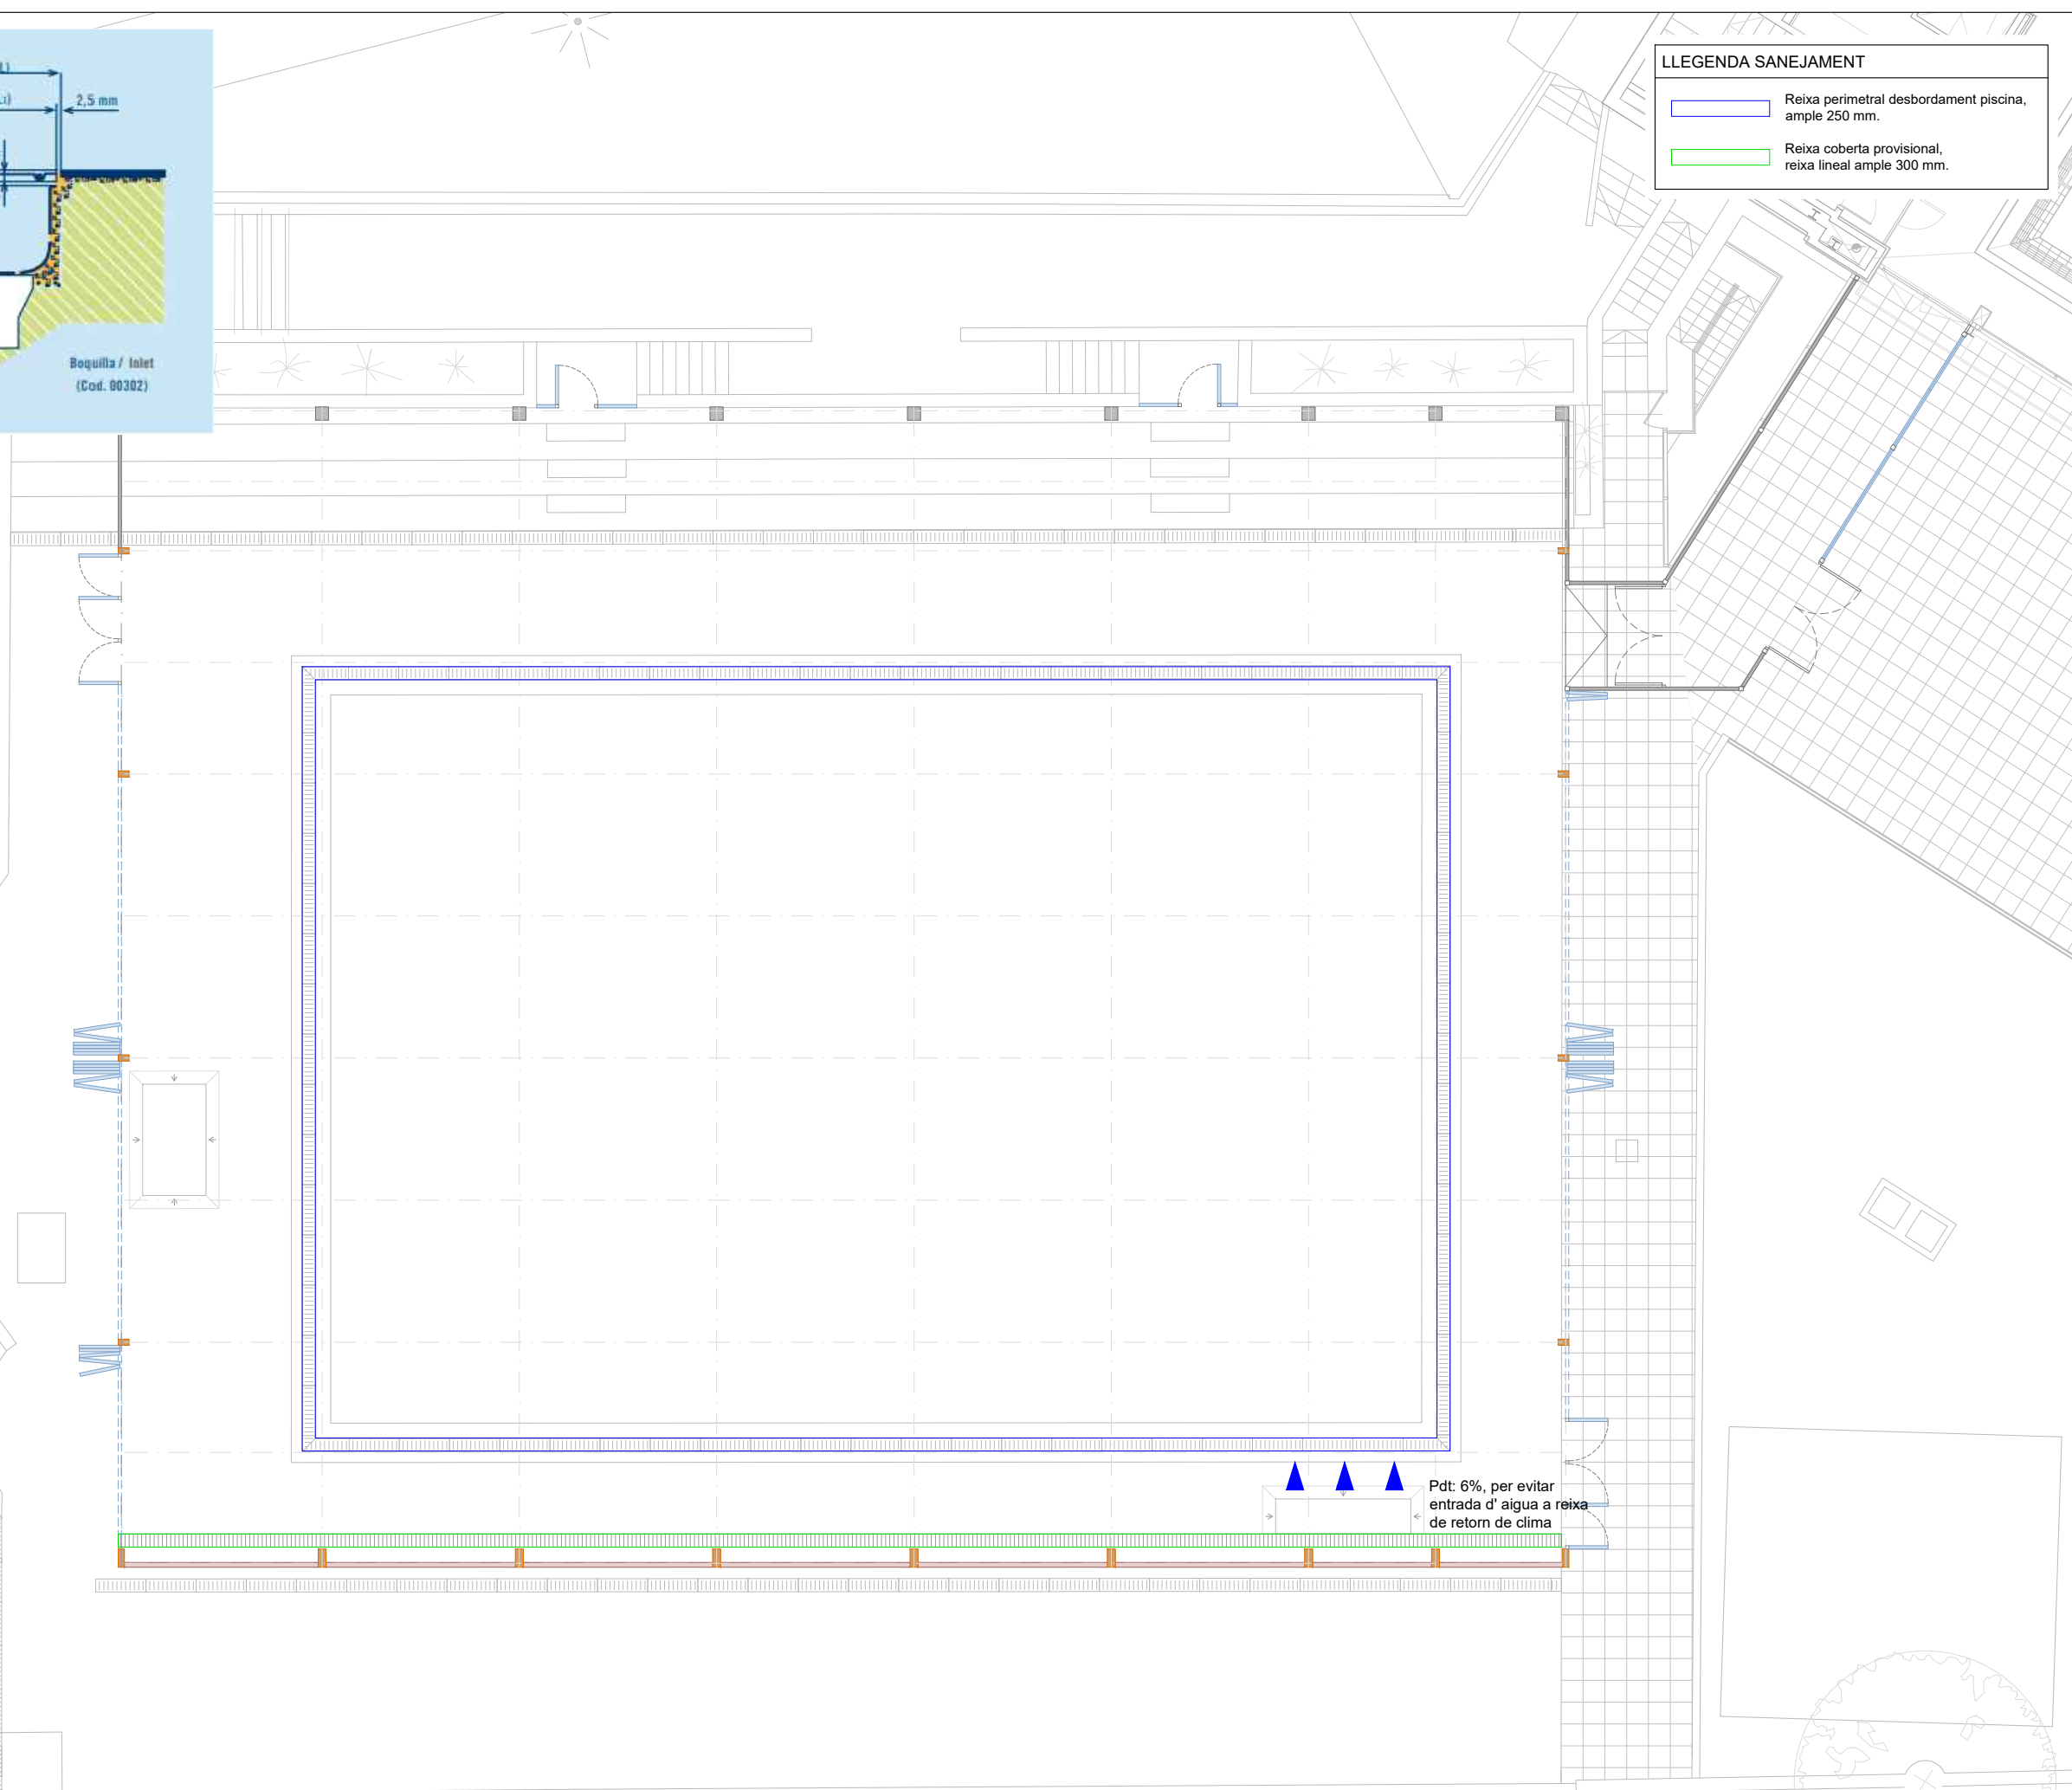 2,5 mm
Boquilla / Inlet
(Cod. 00302)
LLEGENDA SANEJAMENT
Reixa perimetral desbordament piscina,
ample 250 mm.
Reixa coberta provisional,
reixa lineal ample 300 mm.
Pdt: 6%, per evitar
entrada d' aigua a reixa
de retorn de clima